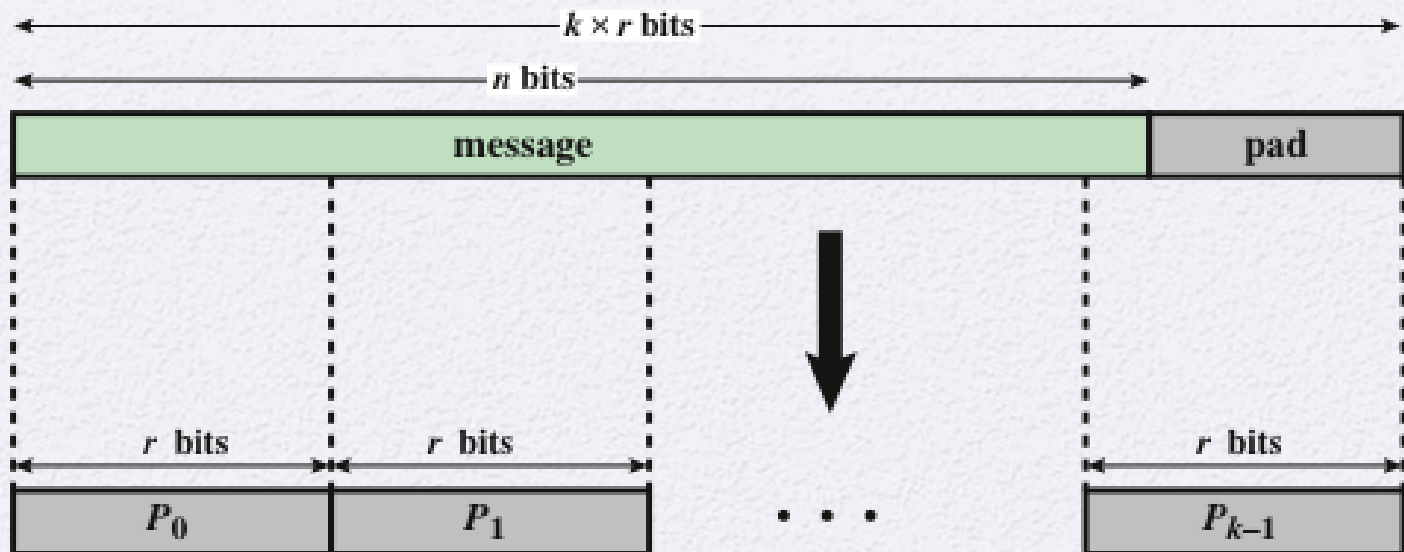 k × r bits
n bits
message pad
r bits r bits r bits
P₀ P₁ • • • Pₖ₋₁